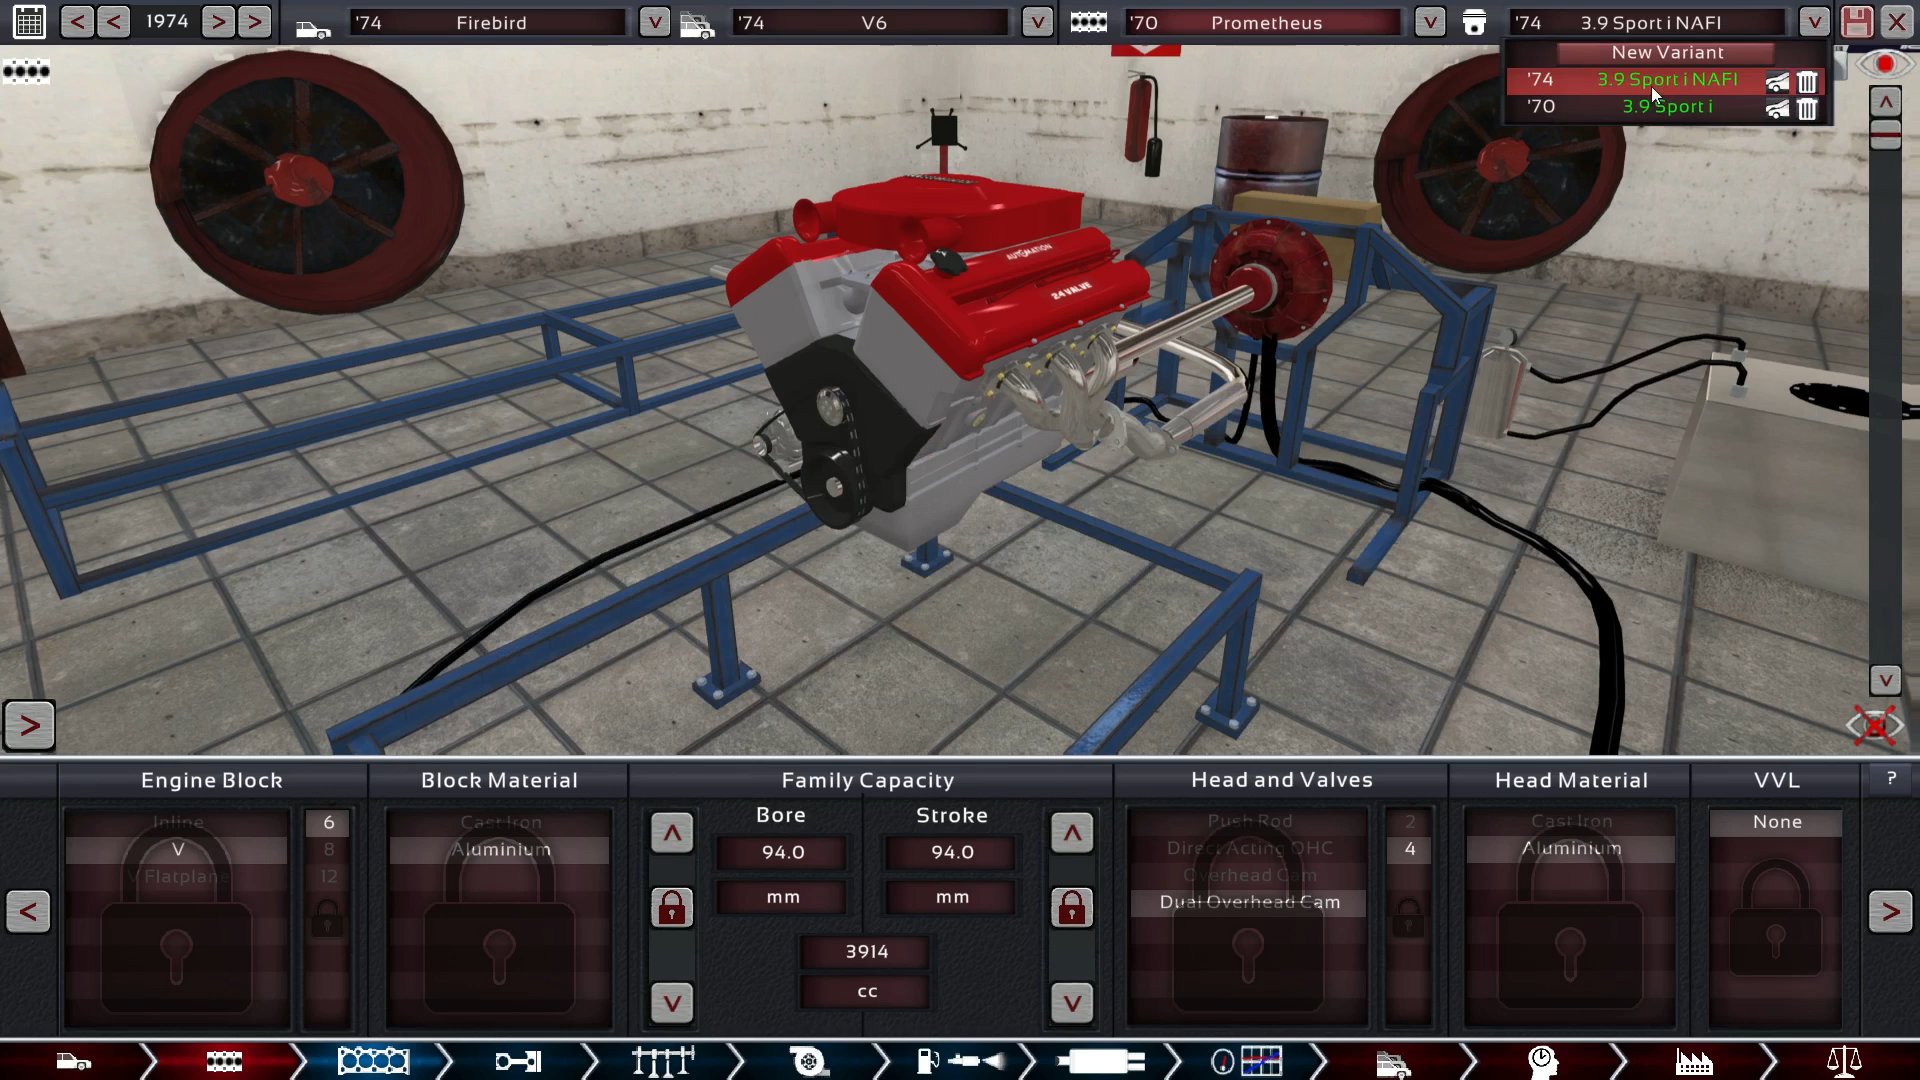 1974 '74 Firebird '74 V6 '70 Prometheus '74 3.9 Sport i NAFI
New Variant
'74 3.9 Sport i NAFI
'70 3.9 Sport i
AUTOMATION
24 VALVE
Engine Block Block Material Family Capacity Head and Valves Head Material VVL ?
Inline
V
V Flatplane
6
8
12
Cast Iron
Aluminium
Bore Stroke
94.0 94.0
mm mm
3914
cc
Push Rod
Direct Acting OHC
Overhead Cam
Dual Overhead Cam
2
4
Cast Iron
Aluminium
None